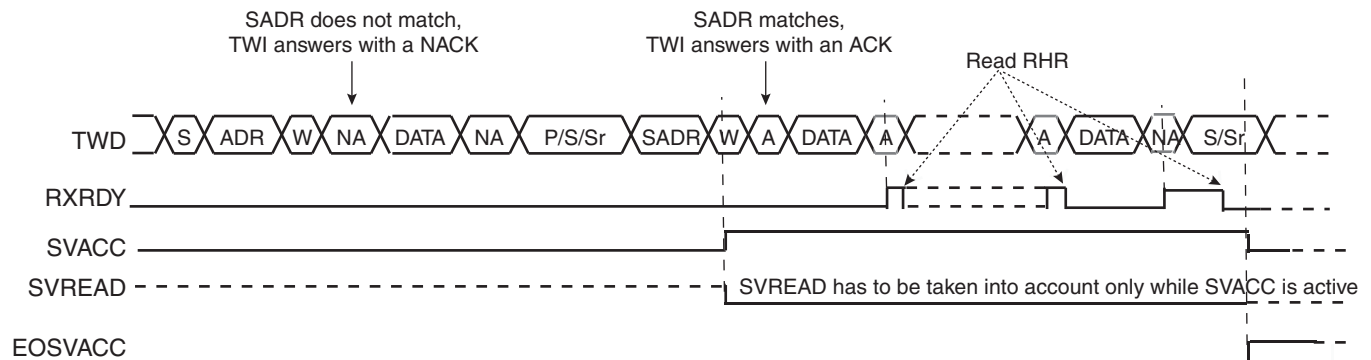 SADR does not match,
TWI answers with a NACK
SADR matches,
TWI answers with an ACK
Read RHR
TWD S ADR W NA DATA NA P/S/Sr SADR W A DATA A A DATA NA S/Sr
RXRDY
SVACC
SVREAD SVREAD has to be taken into account only while SVACC is active
EOSVACC